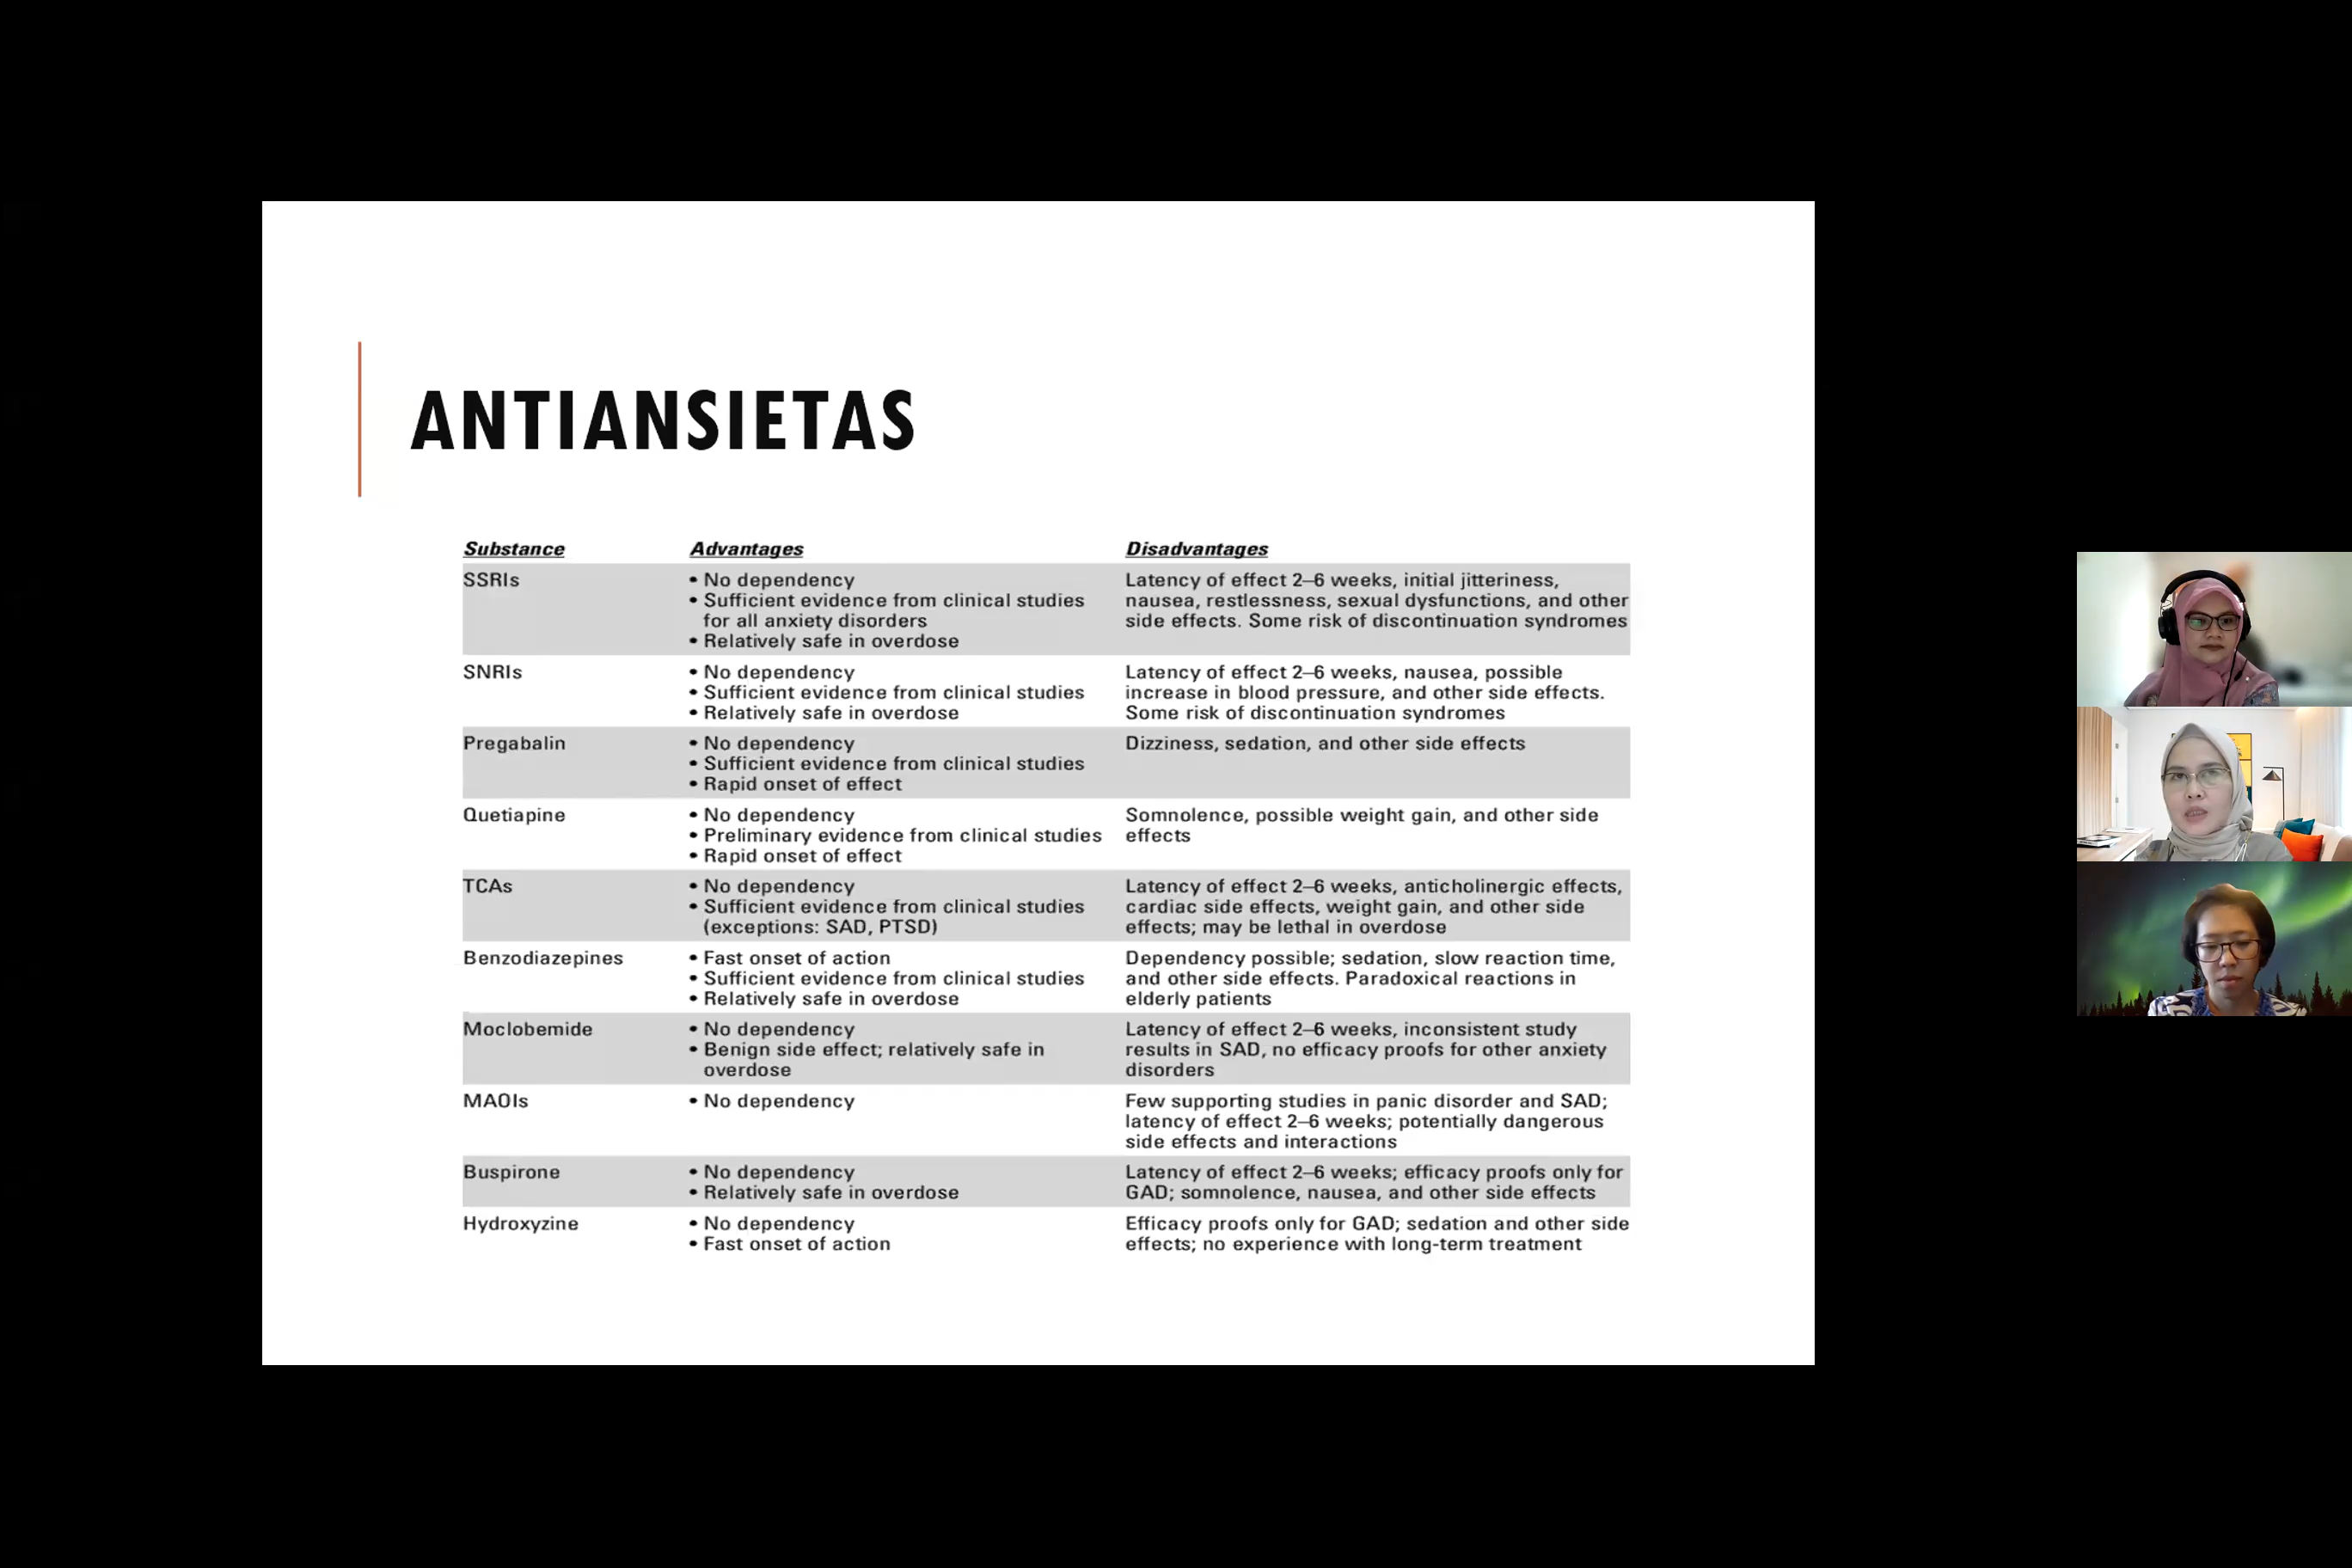 ANTIANSIETAS
Substance Advantages Disadvantages
SSRIs • No dependency Latency of effect 2–6 weeks, initial jitteriness,
• Sufficient evidence from clinical studies nausea, restlessness, sexual dysfunctions, and other
for all anxiety disorders side effects. Some risk of discontinuation syndromes
• Relatively safe in overdose
SNRIs • No dependency Latency of effect 2–6 weeks, nausea, possible
• Sufficient evidence from clinical studies increase in blood pressure, and other side effects.
• Relatively safe in overdose Some risk of discontinuation syndromes
Pregabalin • No dependency Dizziness, sedation, and other side effects
• Sufficient evidence from clinical studies
• Rapid onset of effect
Quetiapine • No dependency Somnolence, possible weight gain, and other side
• Preliminary evidence from clinical studies effects
• Rapid onset of effect
TCAs • No dependency Latency of effect 2–6 weeks, anticholinergic effects,
• Sufficient evidence from clinical studies cardiac side effects, weight gain, and other side
(exceptions: SAD, PTSD) effects; may be lethal in overdose
Benzodiazepines • Fast onset of action Dependency possible; sedation, slow reaction time,
• Sufficient evidence from clinical studies and other side effects. Paradoxical reactions in
• Relatively safe in overdose elderly patients
Moclobemide • No dependency Latency of effect 2–6 weeks, inconsistent study
• Benign side effect; relatively safe in results in SAD, no efficacy proofs for other anxiety
overdose disorders
MAOIs • No dependency Few supporting studies in panic disorder and SAD;
latency of effect 2–6 weeks; potentially dangerous
side effects and interactions
Buspirone • No dependency Latency of effect 2–6 weeks; efficacy proofs only for
• Relatively safe in overdose GAD; somnolence, nausea, and other side effects
Hydroxyzine • No dependency Efficacy proofs only for GAD; sedation and other side
• Fast onset of action effects; no experience with long-term treatment